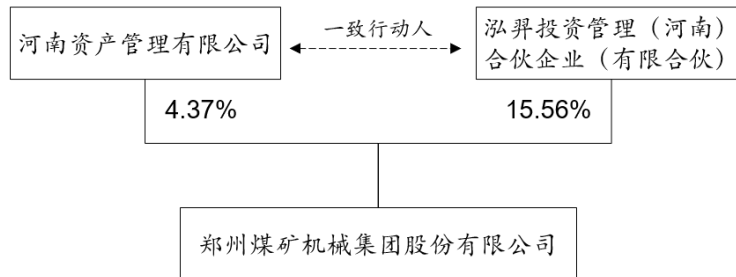 河南资产管理有限公司
一致行动人
泓羿投资管理（河南）
合伙企业（有限合伙）
4.37%
15.56%
郑州煤矿机械集团股份有限公司